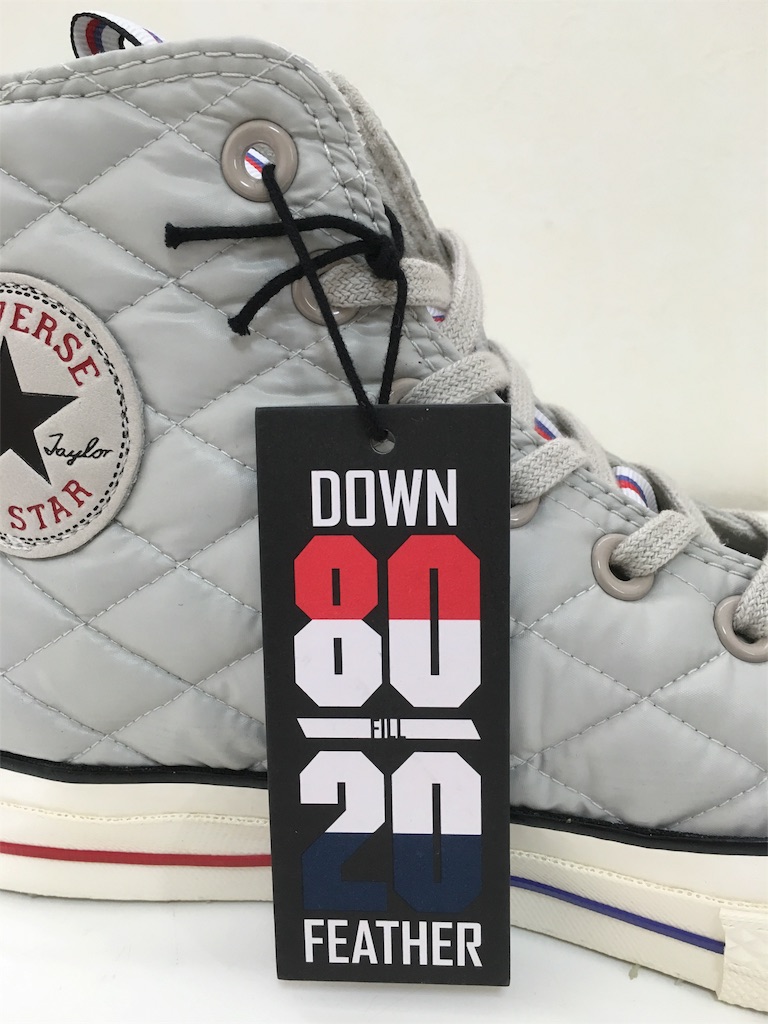 VERSE
Taylor
STAR
DOWN
80
FILL
20
FEATHER